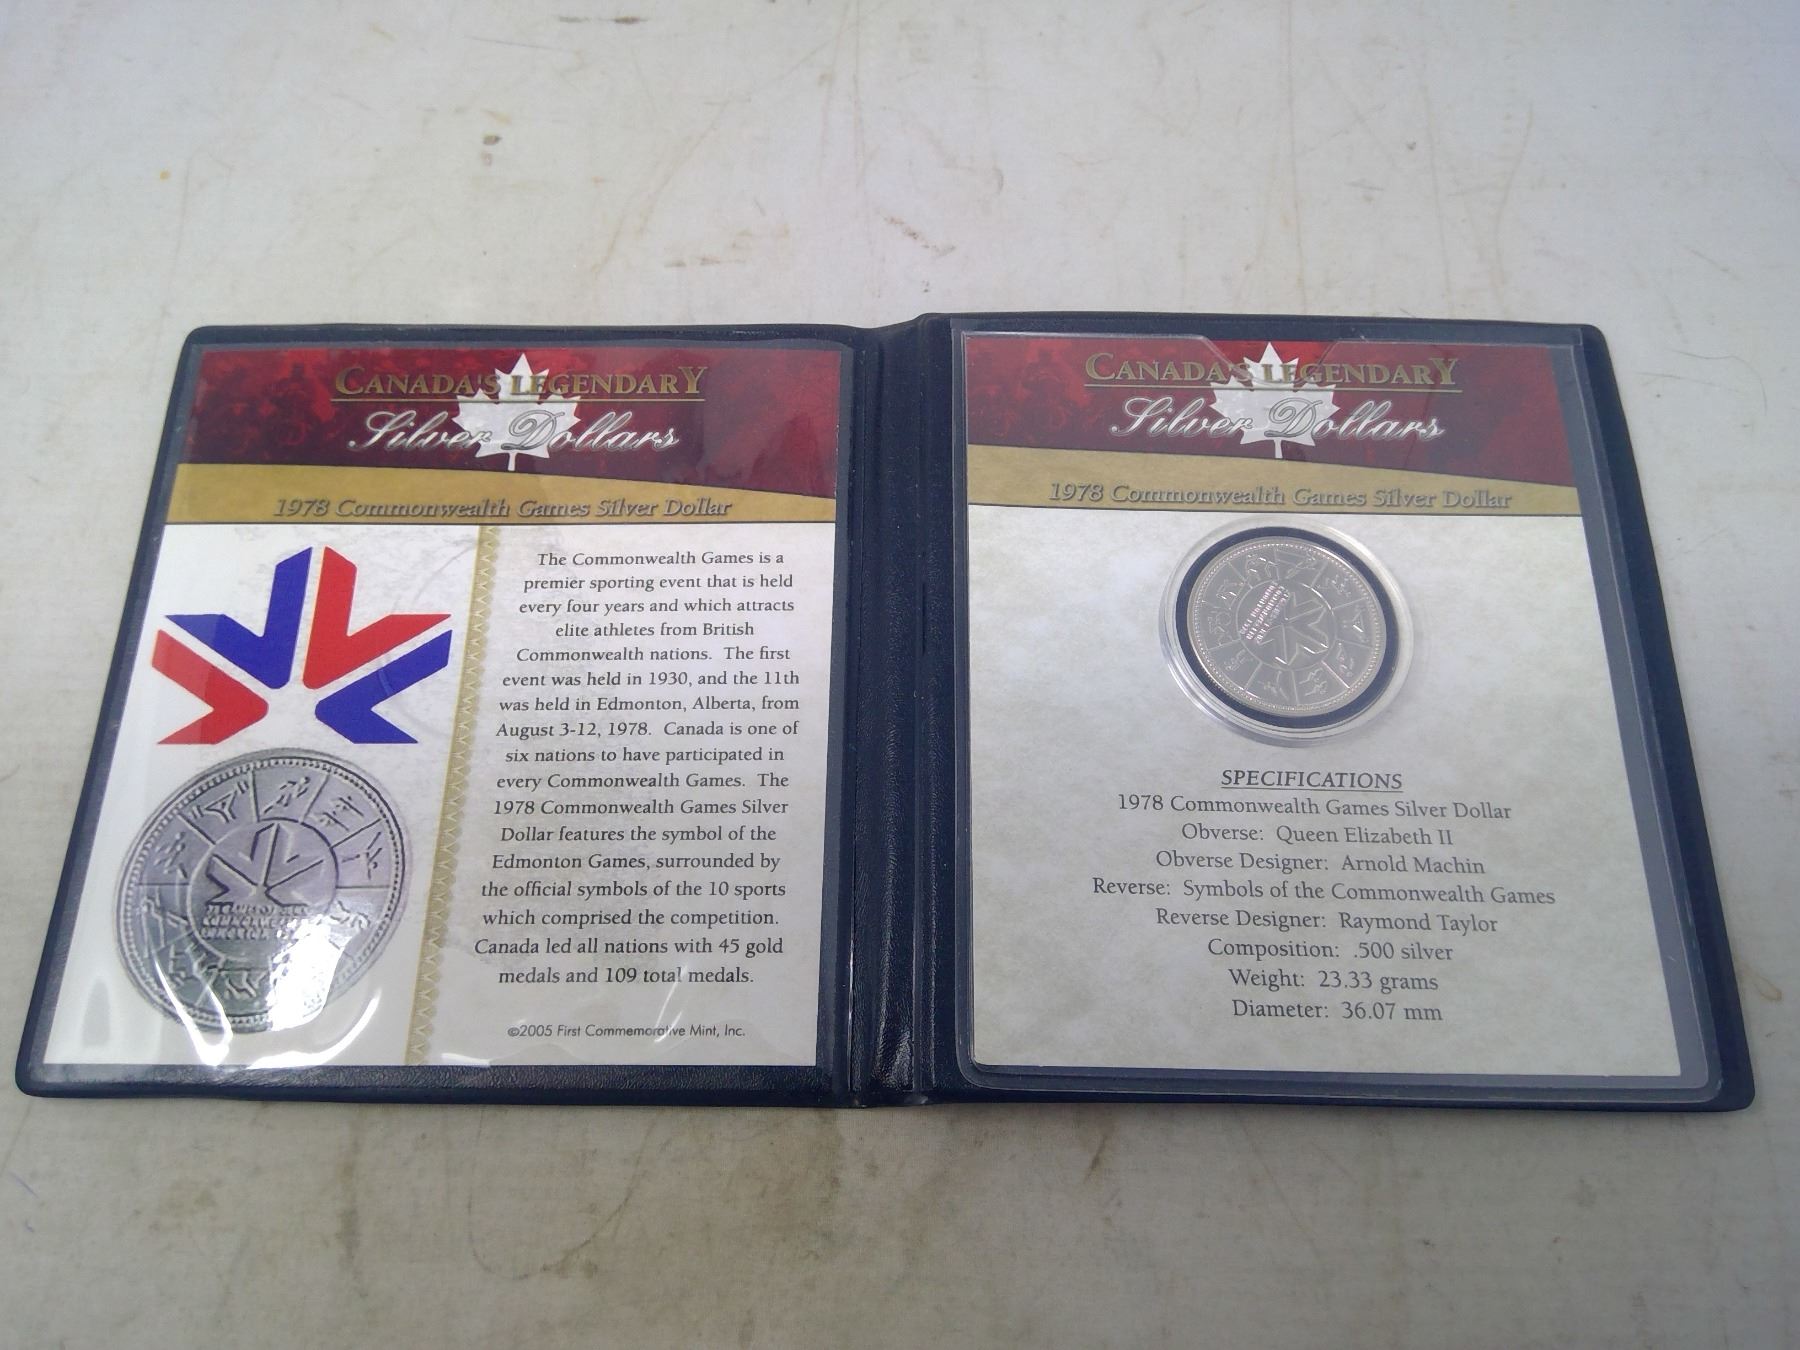 CANADA'S LEGENDARY
Silver Dollars
1978 Commonwealth Games Silver Dollar
The Commonwealth Games is a
premier sporting event that is held
every four years and which attracts
elite athletes from British
Commonwealth nations. The first
event was held in 1930, and the 11th
was held in Edmonton, Alberta, from
August 3-12, 1978. Canada is one of
six nations to have participated in
every Commonwealth Games. The
1978 Commonwealth Games Silver
Dollar features the symbol of the
Edmonton Games, surrounded by
the official symbols of the 10 sports
which comprised the competition.
Canada led all nations with 45 gold
medals and 109 total medals.
©2005 First Commemorative Mint, Inc.
CANADA'S LEGENDARY
Silver Dollars
1978 Commonwealth Games Silver Dollar
SPECIFICATIONS
1978 Commonwealth Games Silver Dollar
Obverse: Queen Elizabeth II
Obverse Designer: Arnold Machin
Reverse: Symbols of the Commonwealth Games
Reverse Designer: Raymond Taylor
Composition: .500 silver
Weight: 23.33 grams
Diameter: 36.07 mm